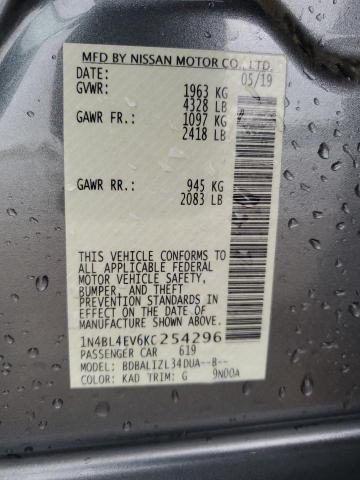 MFD BY NISSAN MOTOR CO., LTD.
DATE: 05/19
GVWR: 1963 KG
4328 LB
GAWR FR: 1097 KG
2418 LB
GAWR RR: 945 KG
2083 LB
THIS VEHICLE CONFORMS TO
ALL APPLICABLE FEDERAL
MOTOR VEHICLE SAFETY,
BUMPER, AND THEFT
PREVENTION STANDARDS IN
EFFECT ON THE DATE OF
MANUFACTURE SHOWN ABOVE.
1N4BL4EV6KC254296
PASSENGER CAR 619
MODEL: BDBALIZL34DUA--B--
COLOR: KAD TRIM: G 9N00A